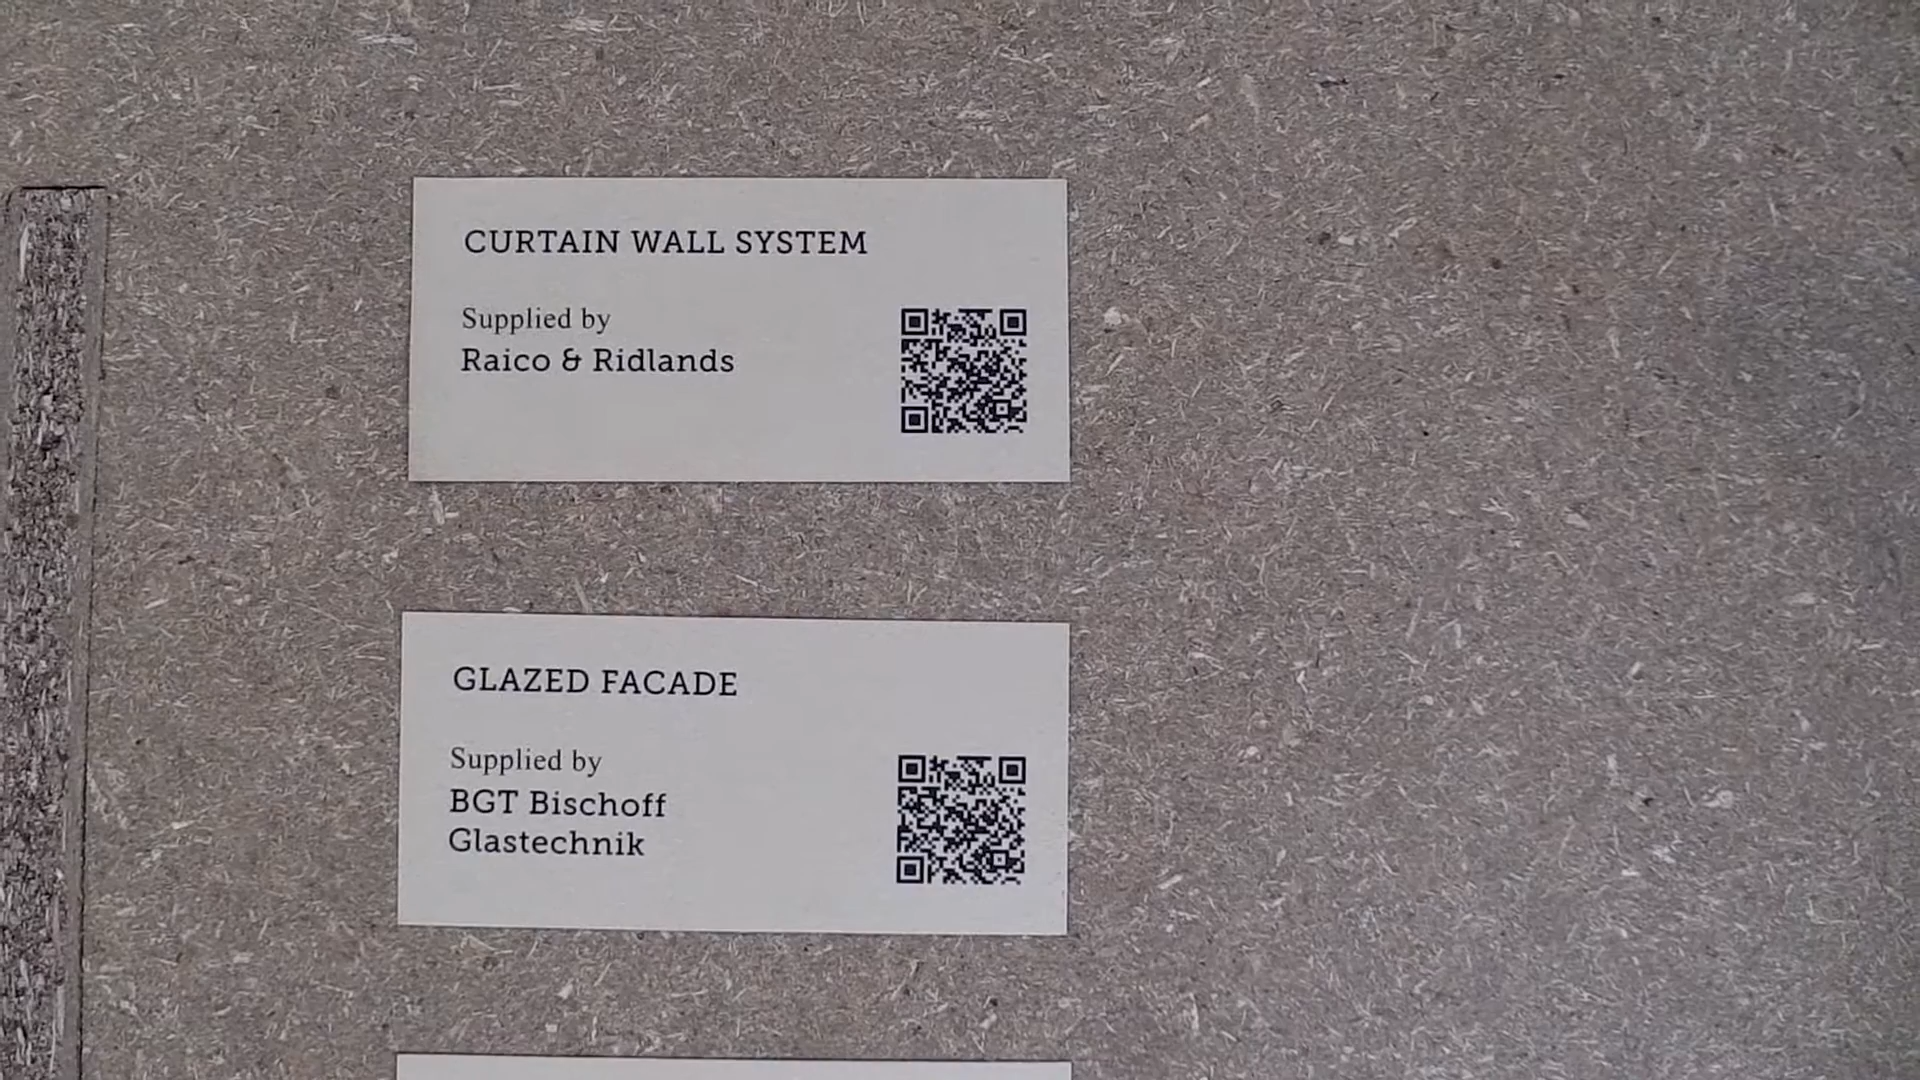 CURTAIN WALL SYSTEM
Supplied by
Raico & Ridlands
GLAZED FACADE
Supplied by
BGT Bischoff
Glastechnik